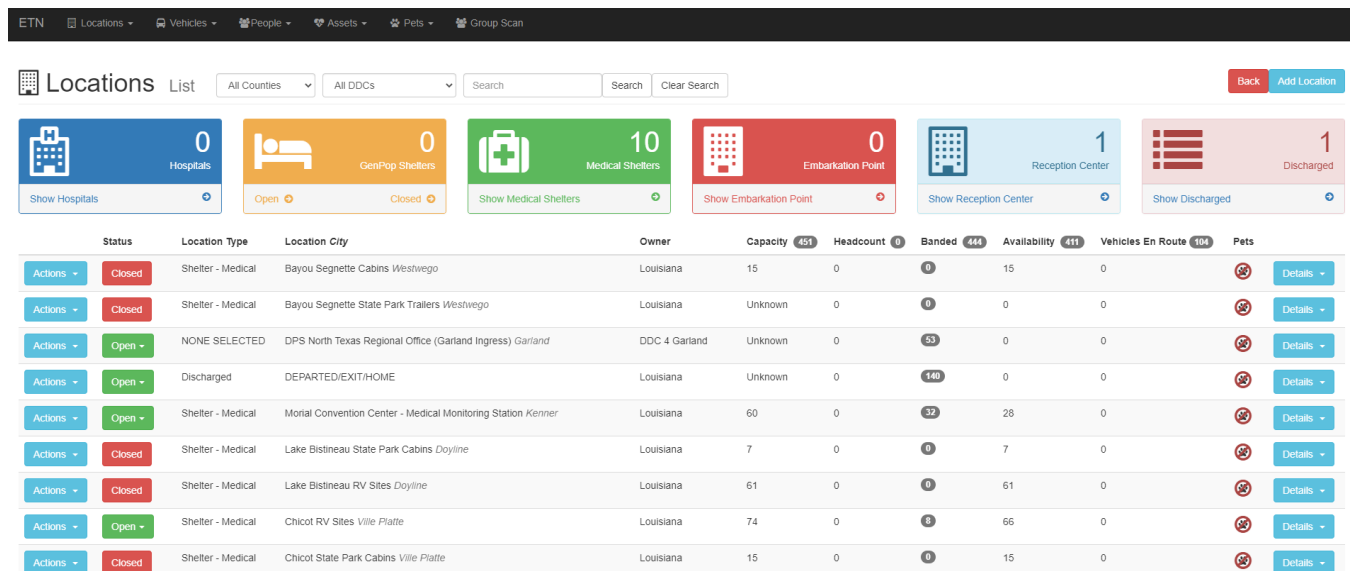 ETN Locations Vehicles People Assets Pets Group Scan
Locations List All Counties All DDCs Search Search Clear Search Back Add Location
0 0 10 0 1 1
Hospitals GenPop Shelters Medical Shelters Embarkation Point Reception Center Discharged
Show Hospitals Open Closed Show Medical Shelters Show Embarkation Point Show Reception Center Show Discharged
Status Location Type Location City Owner Capacity 451 Headcount 0 Banded 444 Availability 411 Vehicles En Route 104 Pets
Actions Closed Shelter - Medical Bayou Segnette Cabins Westwego Louisiana 15 0 0 15 0 Details
Actions Closed Shelter - Medical Bayou Segnette State Park Trailers Westwego Louisiana Unknown 0 0 0 0 Details
Actions Open NONE SELECTED DPS North Texas Regional Office (Garland Ingress) Garland DDC 4 Garland Unknown 0 53 0 0 Details
Actions Open Discharged DEPARTED/EXIT/HOME Louisiana Unknown 0 140 0 0 Details
Actions Open Shelter - Medical Morial Convention Center - Medical Monitoring Station Kenner Louisiana 60 0 32 28 0 Details
Actions Closed Shelter - Medical Lake Bistineau State Park Cabins Doyline Louisiana 7 0 0 7 0 Details
Actions Closed Shelter - Medical Lake Bistineau RV Sites Doyline Louisiana 61 0 0 61 0 Details
Actions Open Shelter - Medical Chicot RV Sites Ville Platte Louisiana 74 0 8 66 0 Details
Actions Closed Shelter - Medical Chicot State Park Cabins Ville Platte Louisiana 15 0 0 15 0 Details